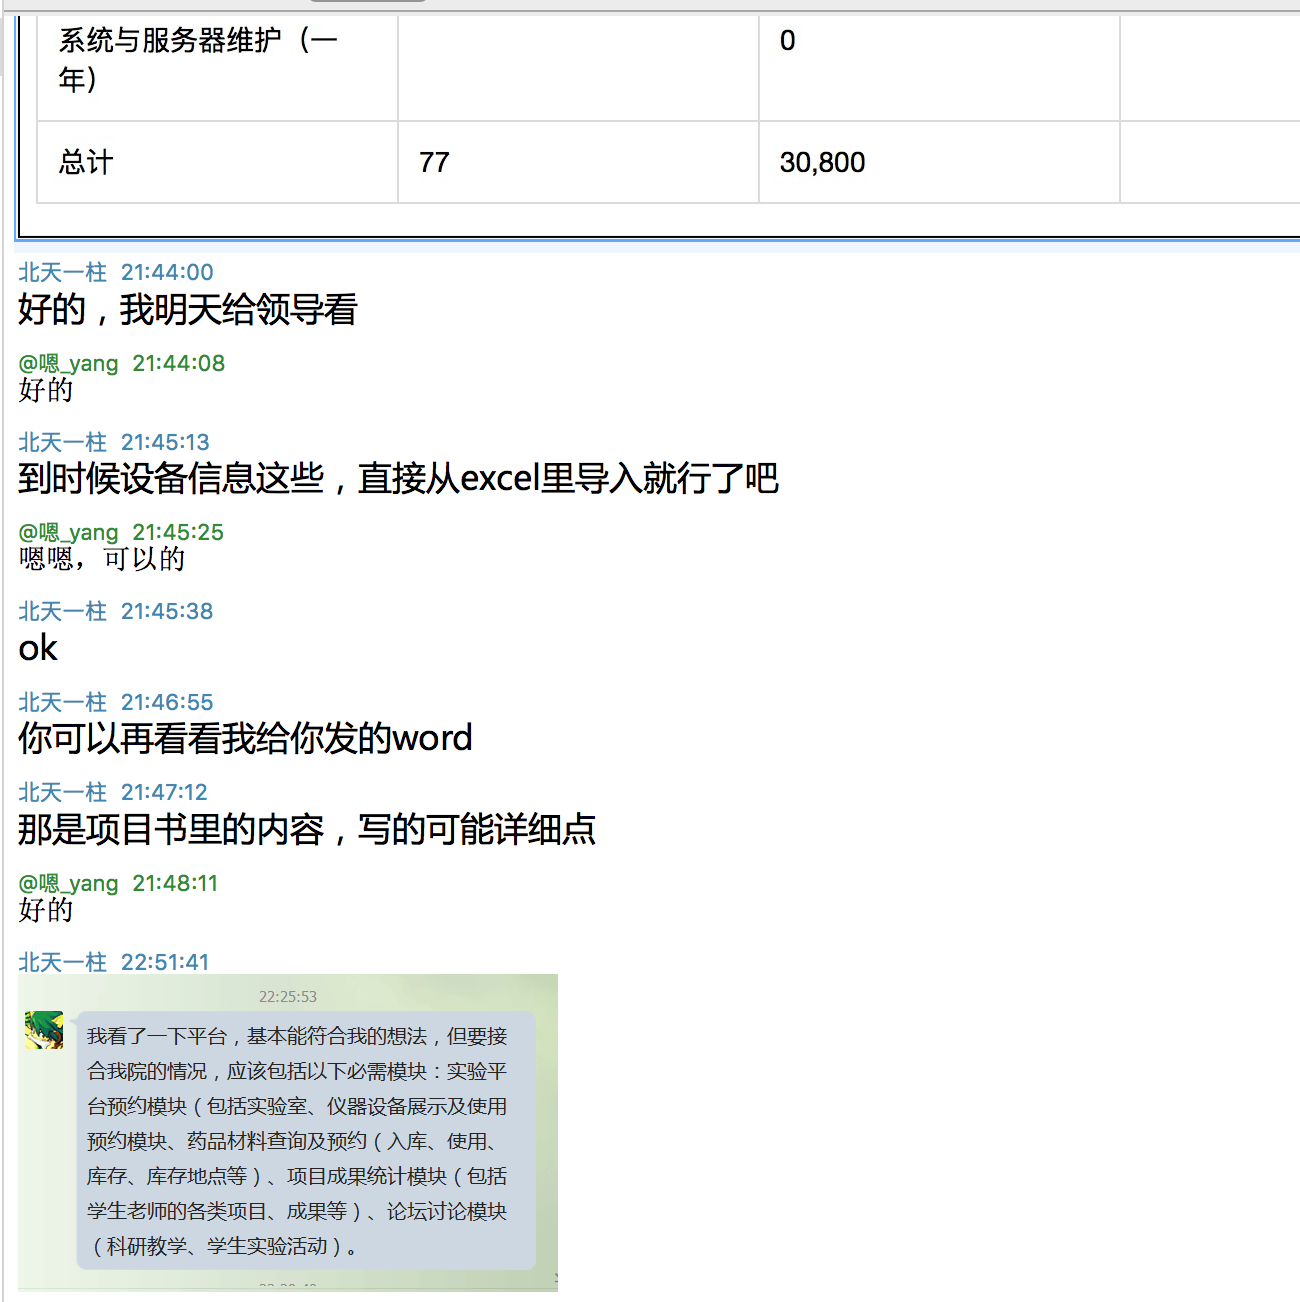 系统与服务器维护（一
年）
0
总计
77
30,800
北天一柱 21:44:00
好的，我明天给领导看
@嗯_yang 21:44:08
好的
北天一柱 21:45:13
到时候设备信息这些，直接从excel里导入就行了吧
@嗯_yang 21:45:25
嗯嗯，可以的
北天一柱 21:45:38
ok
北天一柱 21:46:55
你可以再看看我给你发的word
北天一柱 21:47:12
那是项目书里的内容，写的可能详细点
@嗯_yang 21:48:11
好的
北天一柱 22:51:41
22:25:53
我看了一下平台，基本能符合我的想法，但要接
合我院的情况，应该包括以下必需模块：实验平
台预约模块（包括实验室、仪器设备展示及使用
预约模块、药品材料查询及预约（入库、使用、
库存、库存地点等）、项目成果统计模块（包括
学生老师的各类项目、成果等）、论坛讨论模块
（科研教学、学生实验活动）。